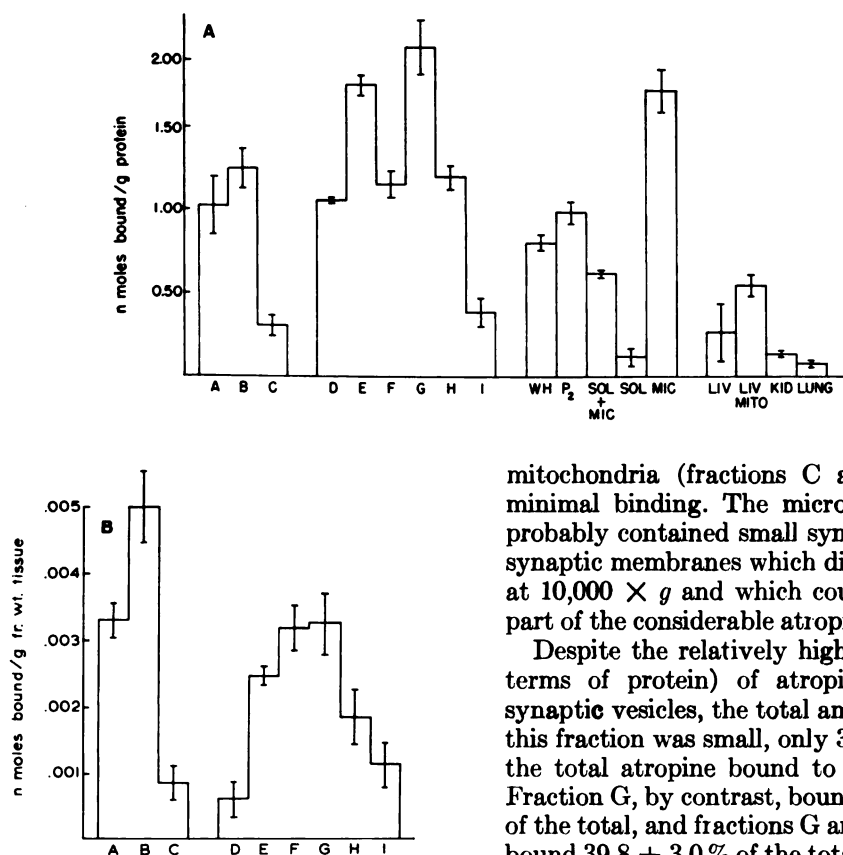 A
n moles bound/g protein
2.00
1.50
1.00
0.50
A B C D E F G H I WH P2 SOL + MIC SOL MIC LIV LIV MITO KID LUNG
B
n moles bound/g fr. wt. tissue
.005
.004
.003
.002
.001
A B C D E F G H I
mitochondria (fractions C
minimal binding. The micro
probably contained small syn
synaptic membranes which di
at 10,000 × g and which cou
part of the considerable atrop
Despite the relatively high
terms of protein) of atropi
synaptic vesicles, the total an
this fraction was small, only 3
the total atropine bound to
Fraction G, by contrast, boun
of the total, and fractions G an
bound 39.8 ± 3.0% of the tota